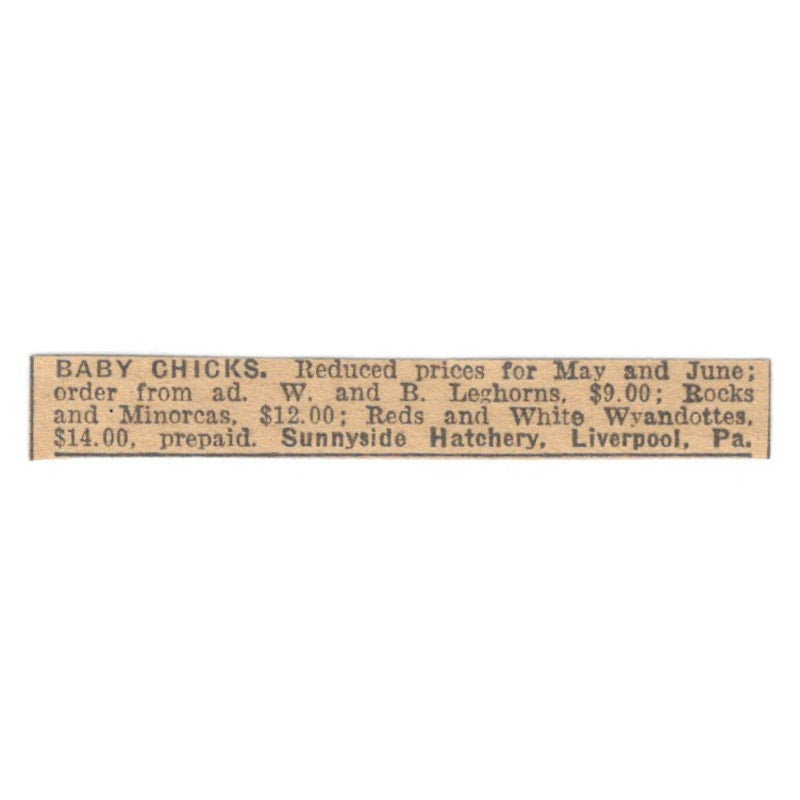 BABY CHICKS. Reduced prices for May and June;
order from ad. W. and B. Leghorns, $9.00; Rocks
and Minorcas, $12.00; Reds and White Wyandottes,
$14.00, prepaid. Sunnyside Hatchery, Liverpool, Pa.